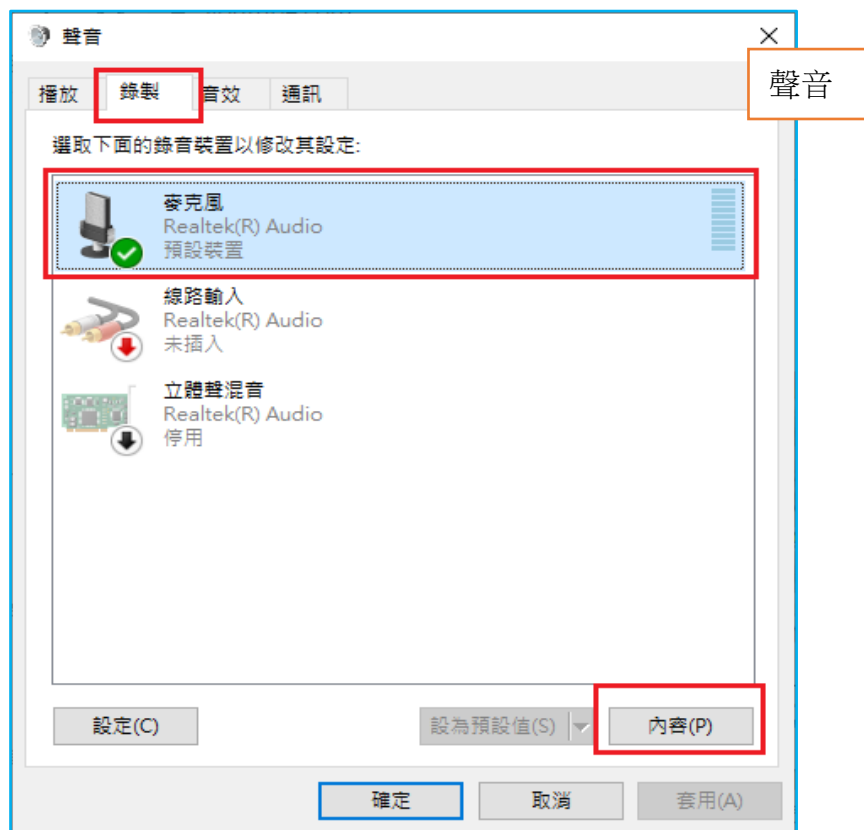 聲音
聲音
播放 錄製 音效 通訊
選取下面的錄音裝置以修改其設定:
麥克風
Realtek(R) Audio
預設裝置
線路輸入
Realtek(R) Audio
未插入
立體聲混音
Realtek(R) Audio
停用
設定(C) 設為預設值(S) 內容(P)
確定 取消 套用(A)